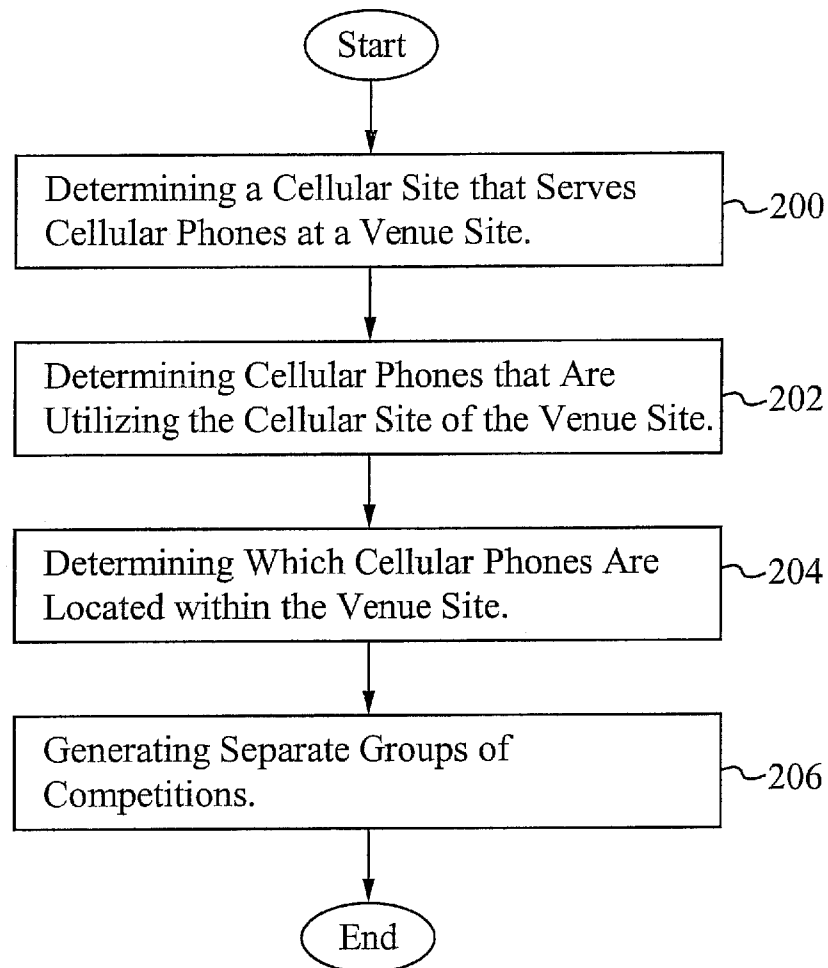 Start
Determining a Cellular Site that Serves
Cellular Phones at a Venue Site.
200
Determining Cellular Phones that Are
Utilizing the Cellular Site of the Venue Site.
202
Determining Which Cellular Phones Are
Located within the Venue Site.
204
Generating Separate Groups of
Competitions.
206
End